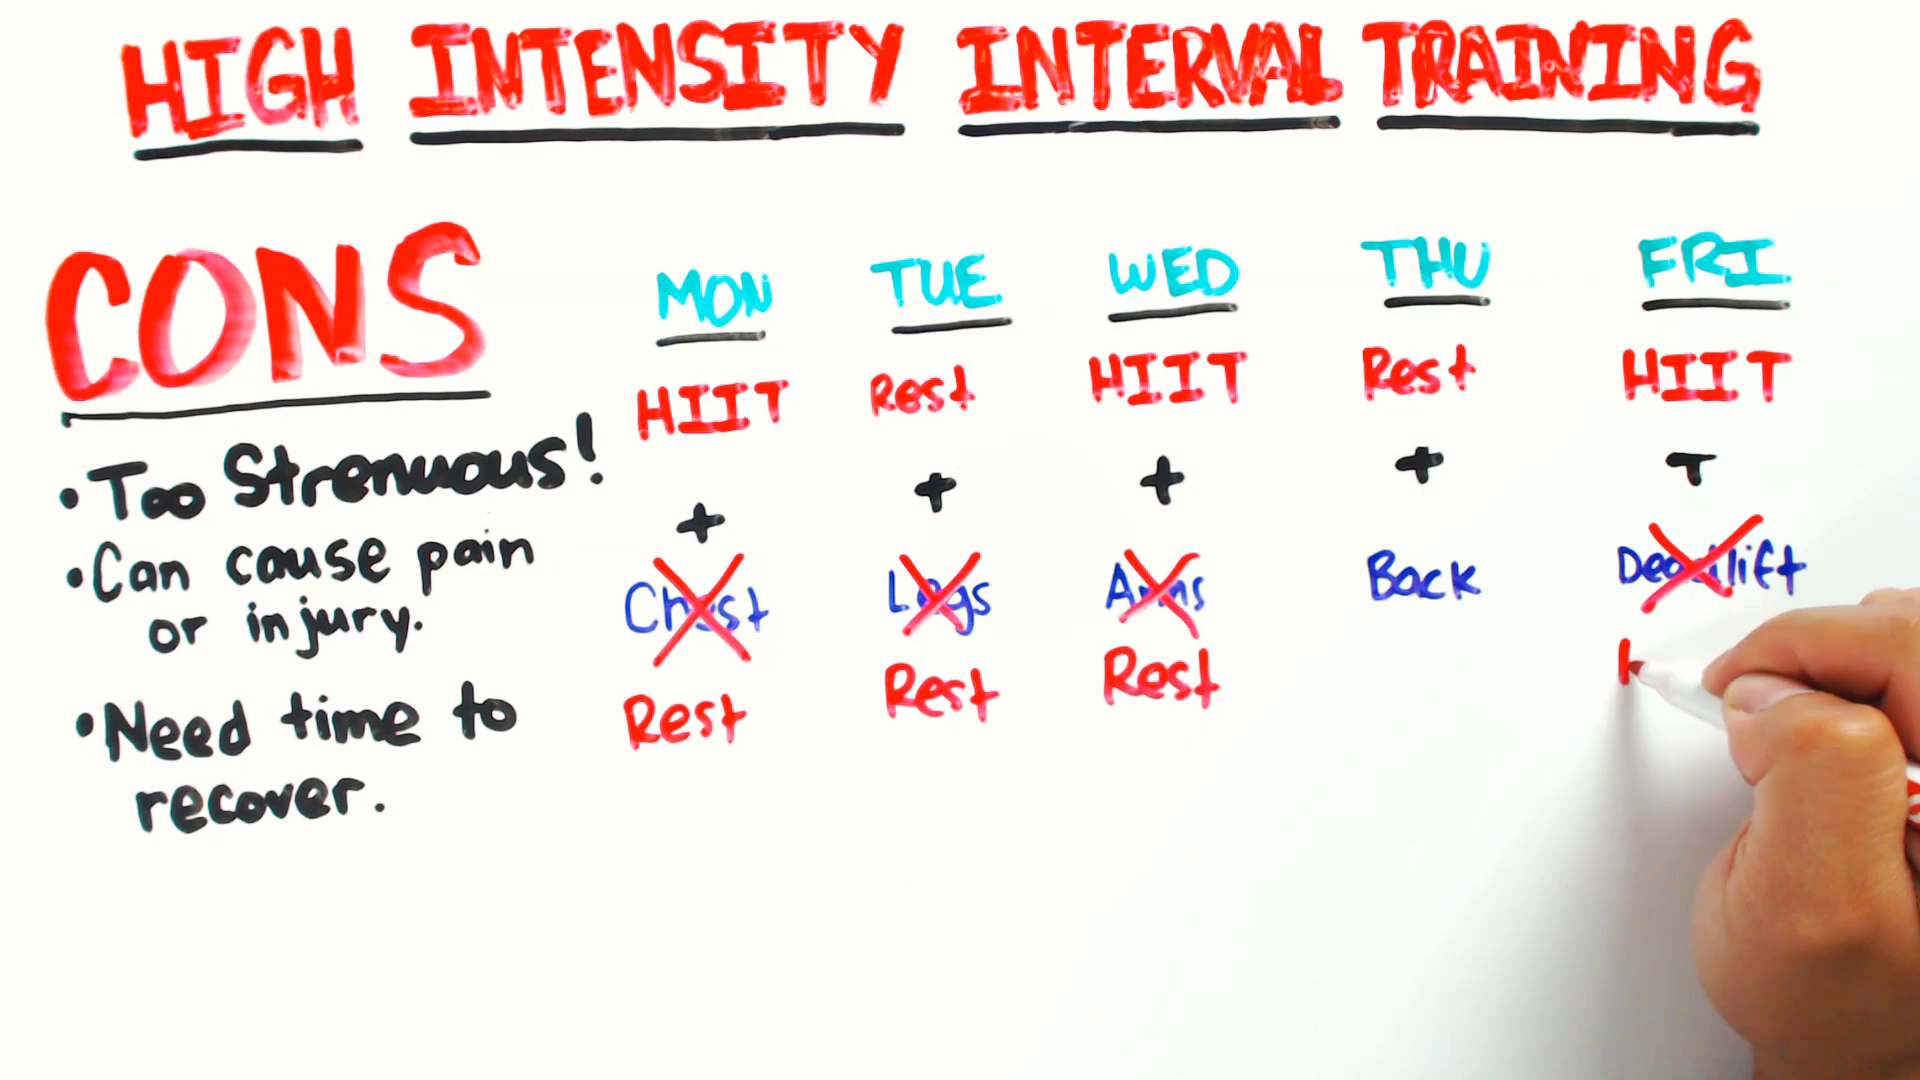 HIGH INTENSITY INTERVAL TRAINING
CONS
• Too Strenuous!
• Can cause pain
or injury.
• Need time to
recover.
MON TUE WED THU FRI
HIIT Rest HIIT Rest HIIT
+ + + + +
Chest Legs Arms Back Deadlift
Rest Rest Rest